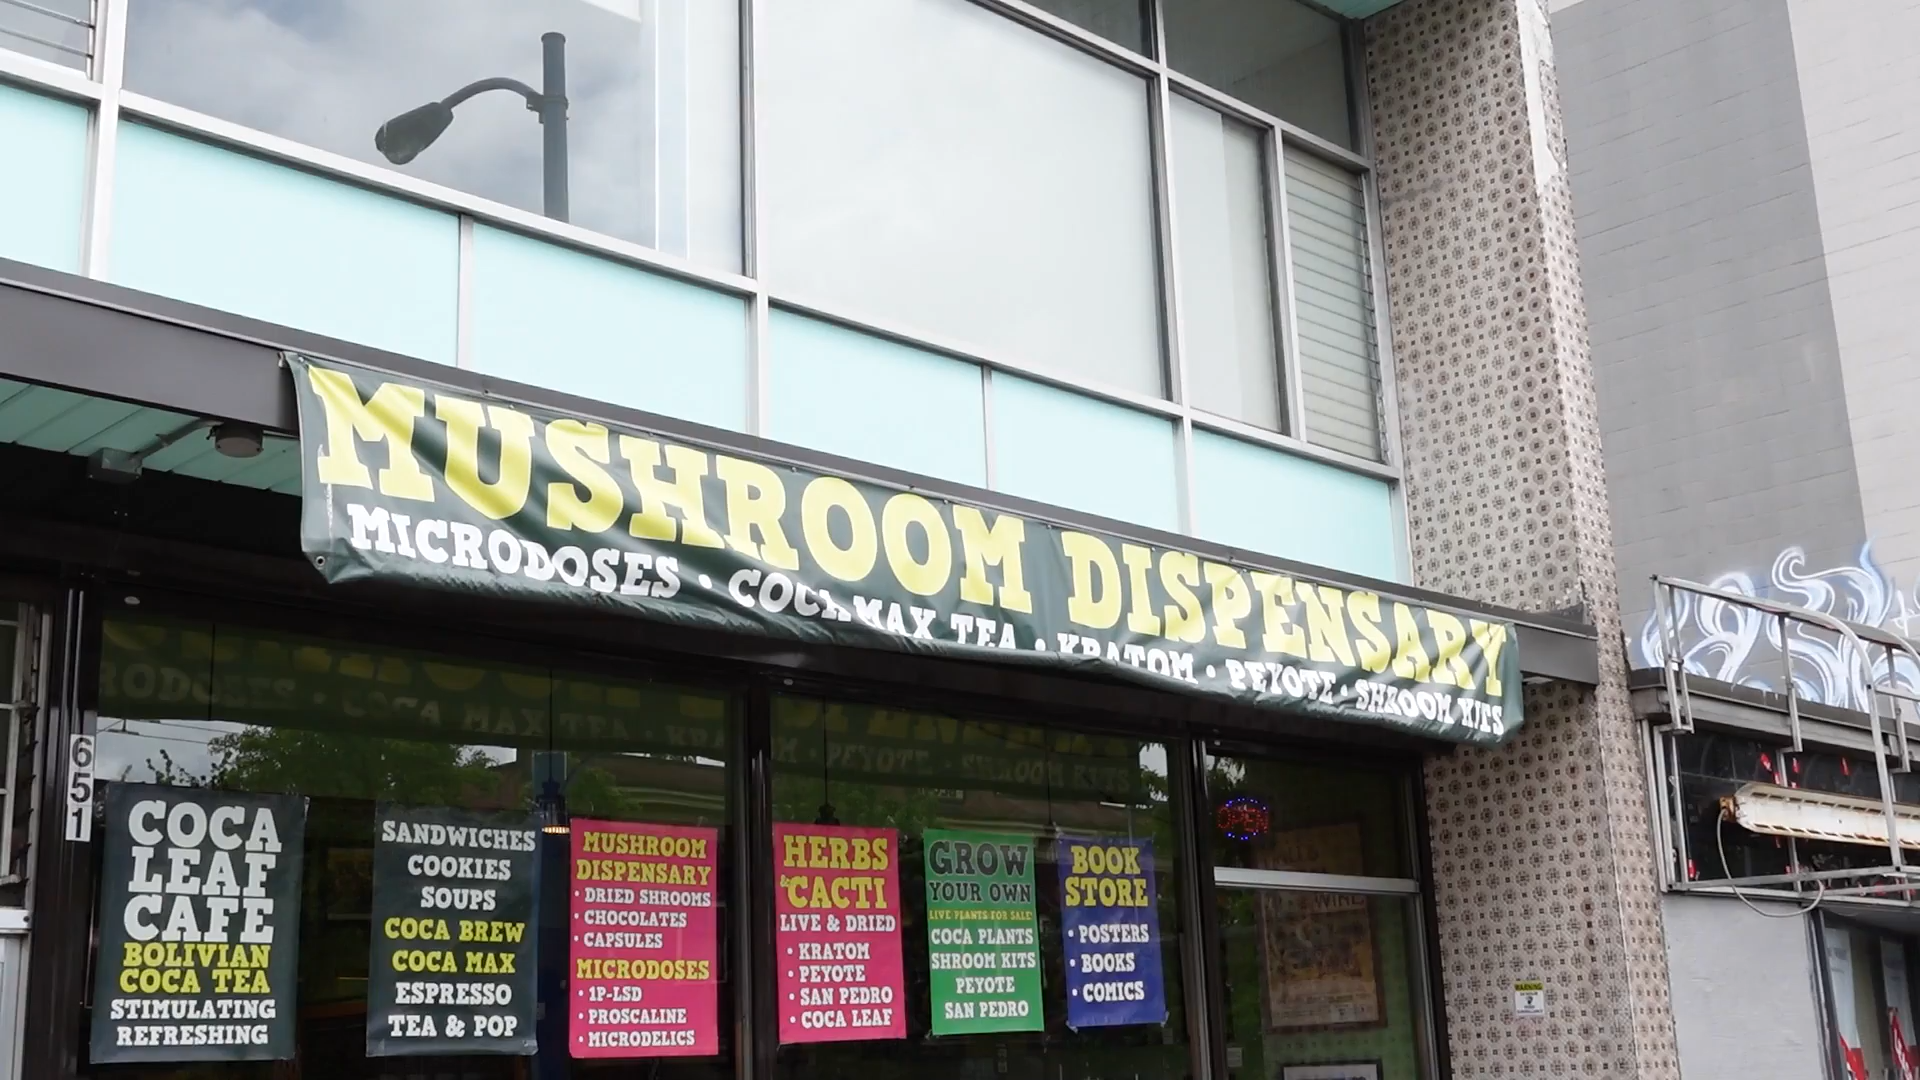 MUSHROOM DISPENSARY
MICRODOSES · COCA MAX TEA · KRATOM · PEYOTE · SHROOM KITS
651
COCA
LEAF
CAFE
BOLIVIAN
COCA TEA
STIMULATING
REFRESHING
SANDWICHES
COOKIES
SOUPS
COCA BREW
COCA MAX
ESPRESSO
TEA & POP
MUSHROOM
DISPENSARY
· DRIED SHROOMS
· CHOCOLATES
· CAPSULES
MICRODOSES
· 1P-LSD
· PROSCALINE
· MICRODELICS
HERBS
& CACTI
LIVE & DRIED
· KRATOM
· PEYOTE
· SAN PEDRO
· COCA LEAF
GROW
YOUR OWN
LIVE PLANTS FOR SALE!
COCA PLANTS
SHROOM KITS
PEYOTE
SAN PEDRO
BOOK
STORE
· POSTERS
· BOOKS
· COMICS
OPEN
WARNING